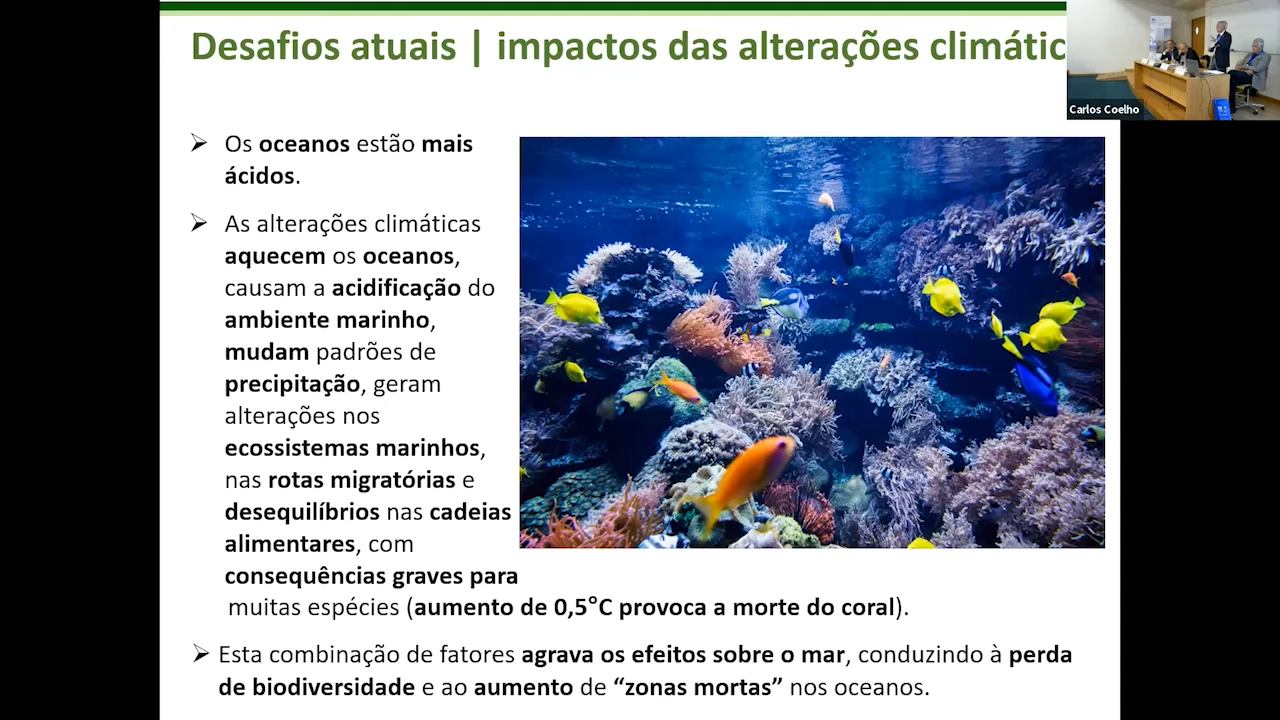 Desafios atuais | impactos das alterações climátic
Carlos Coelho
➢ Os oceanos estão mais
ácidos.
➢ As alterações climáticas
aquecem os oceanos,
causam a acidificação do
ambiente marinho,
mudam padrões de
precipitação, geram
alterações nos
ecossistemas marinhos,
nas rotas migratórias e
desequilíbrios nas cadeias
alimentares, com
consequências graves para
muitas espécies (aumento de 0,5°C provoca a morte do coral).
➢ Esta combinação de fatores agrava os efeitos sobre o mar, conduzindo à perda
de biodiversidade e ao aumento de “zonas mortas” nos oceanos.